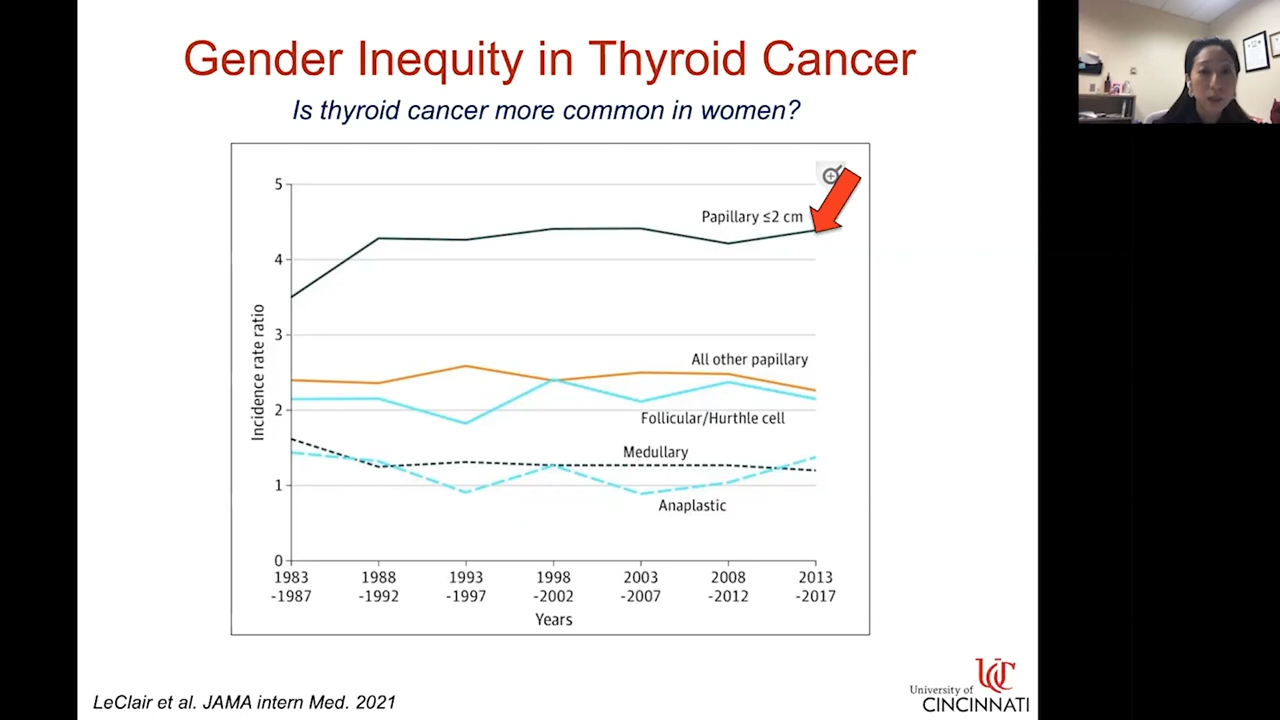 Gender Inequity in Thyroid Cancer
Is thyroid cancer more common in women?
5
4
3
2
1
0
Incidence rate ratio
Papillary ≤2 cm
All other papillary
Follicular/Hurthle cell
Medullary
Anaplastic
1983 1988 1993 1998 2003 2008 2013
-1987 -1992 -1997 -2002 -2007 -2012 -2017
Years
LeClair et al. JAMA intern Med. 2021
UC
University of
CINCINNATI